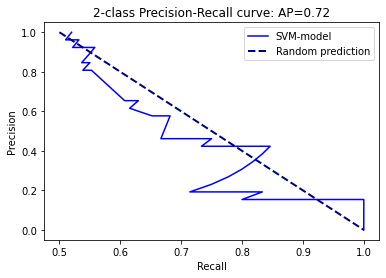 2-class Precision-Recall curve: AP=0.72
SVM-model
Random prediction
Precision
1.0
0.8
0.6
0.4
0.2
0.0
0.5
0.6
0.7
0.8
0.9
1.0
Recall